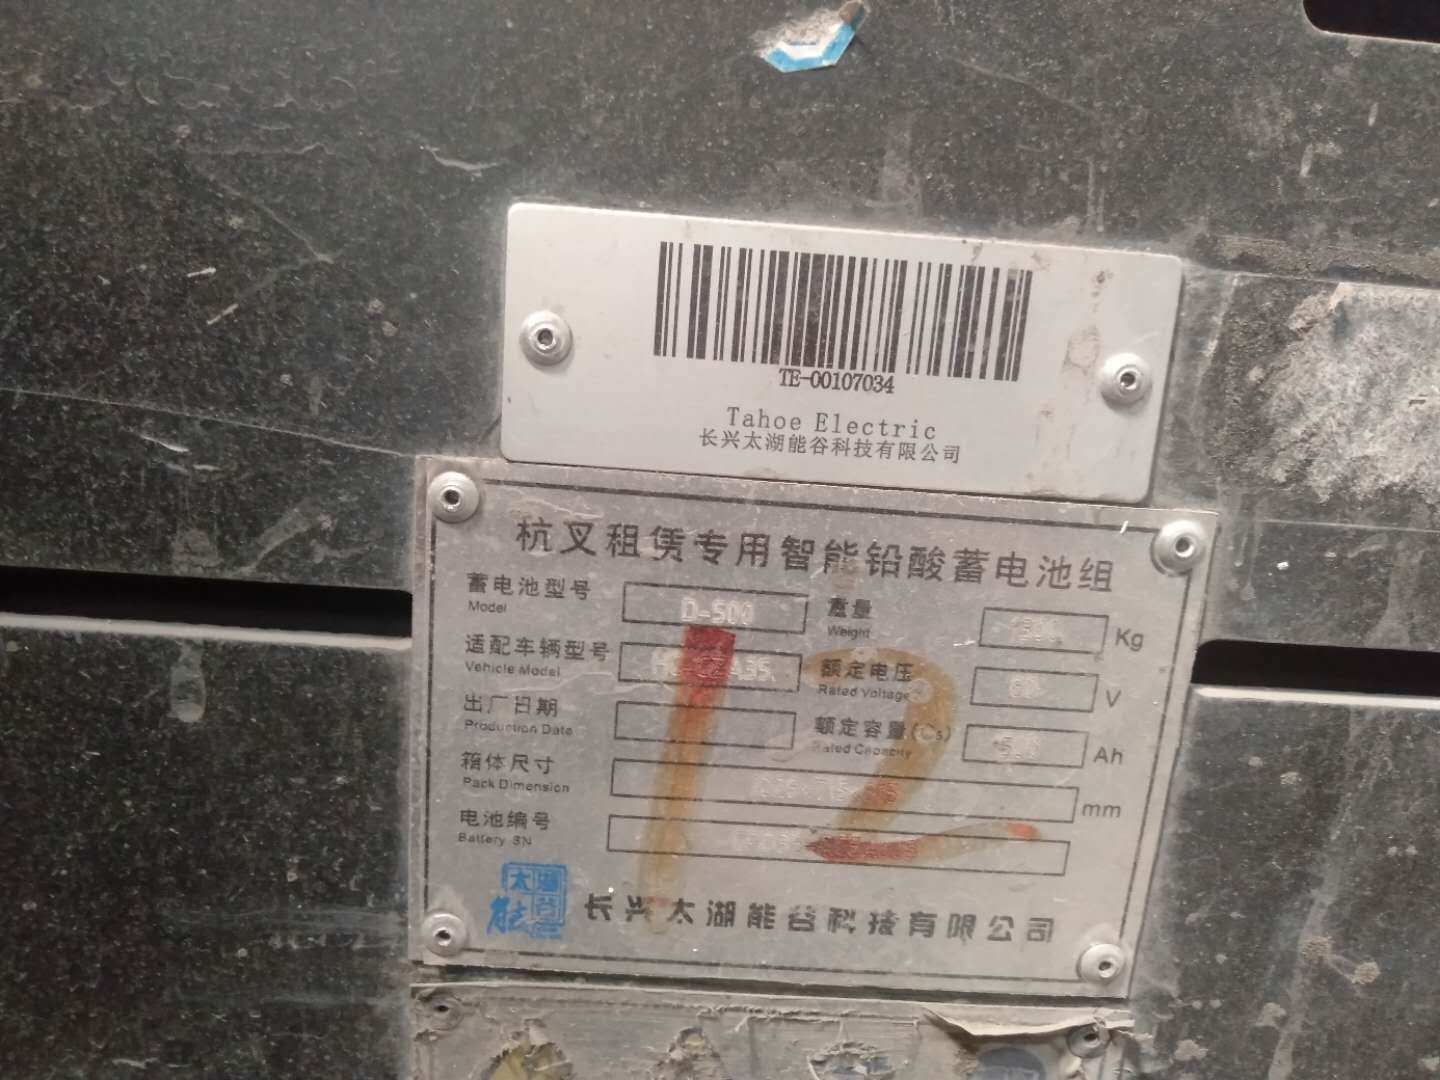 TE-00107034
Tahoe Electric
长兴太湖能谷科技有限公司
杭叉租赁专用智能铅酸蓄电池组
蓄电池型号 D-500 重量 Kg
Model Weight
适配车辆型号 额定电压 V
Vehicle Model Rated Voltage
出厂日期 额定容量 Ah
Production Date Rated Capacity
箱体尺寸 mm
Pack Dimension
电池编号
Battery SN
12
太湖能谷
长兴太湖能谷科技有限公司